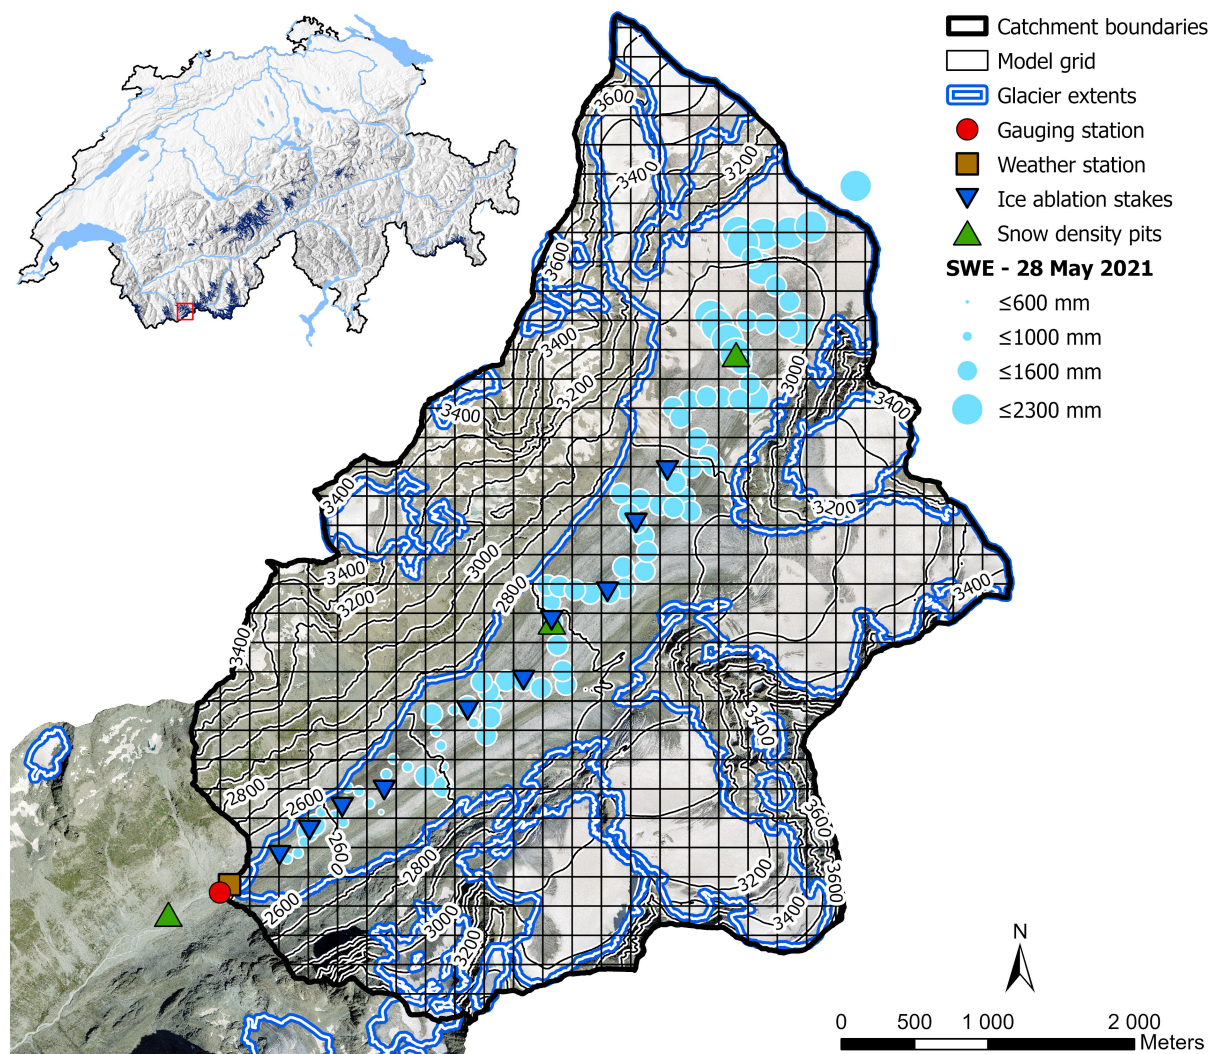 Catchment boundaries
Model grid
Glacier extents
Gauging station
Weather station
Ice ablation stakes
Snow density pits
SWE - 28 May 2021
≤600 mm
≤1000 mm
≤1600 mm
≤2300 mm
3600
3400
3200
3600
3400
3200
3000
3400
3400
3400
3200
3000
3400
3200
2800
3400
3400
3400
2800
2600
2600
2800
2600
3000
3200
3600
3200
3600
3400
N
0 500 1 000 2 000
Meters